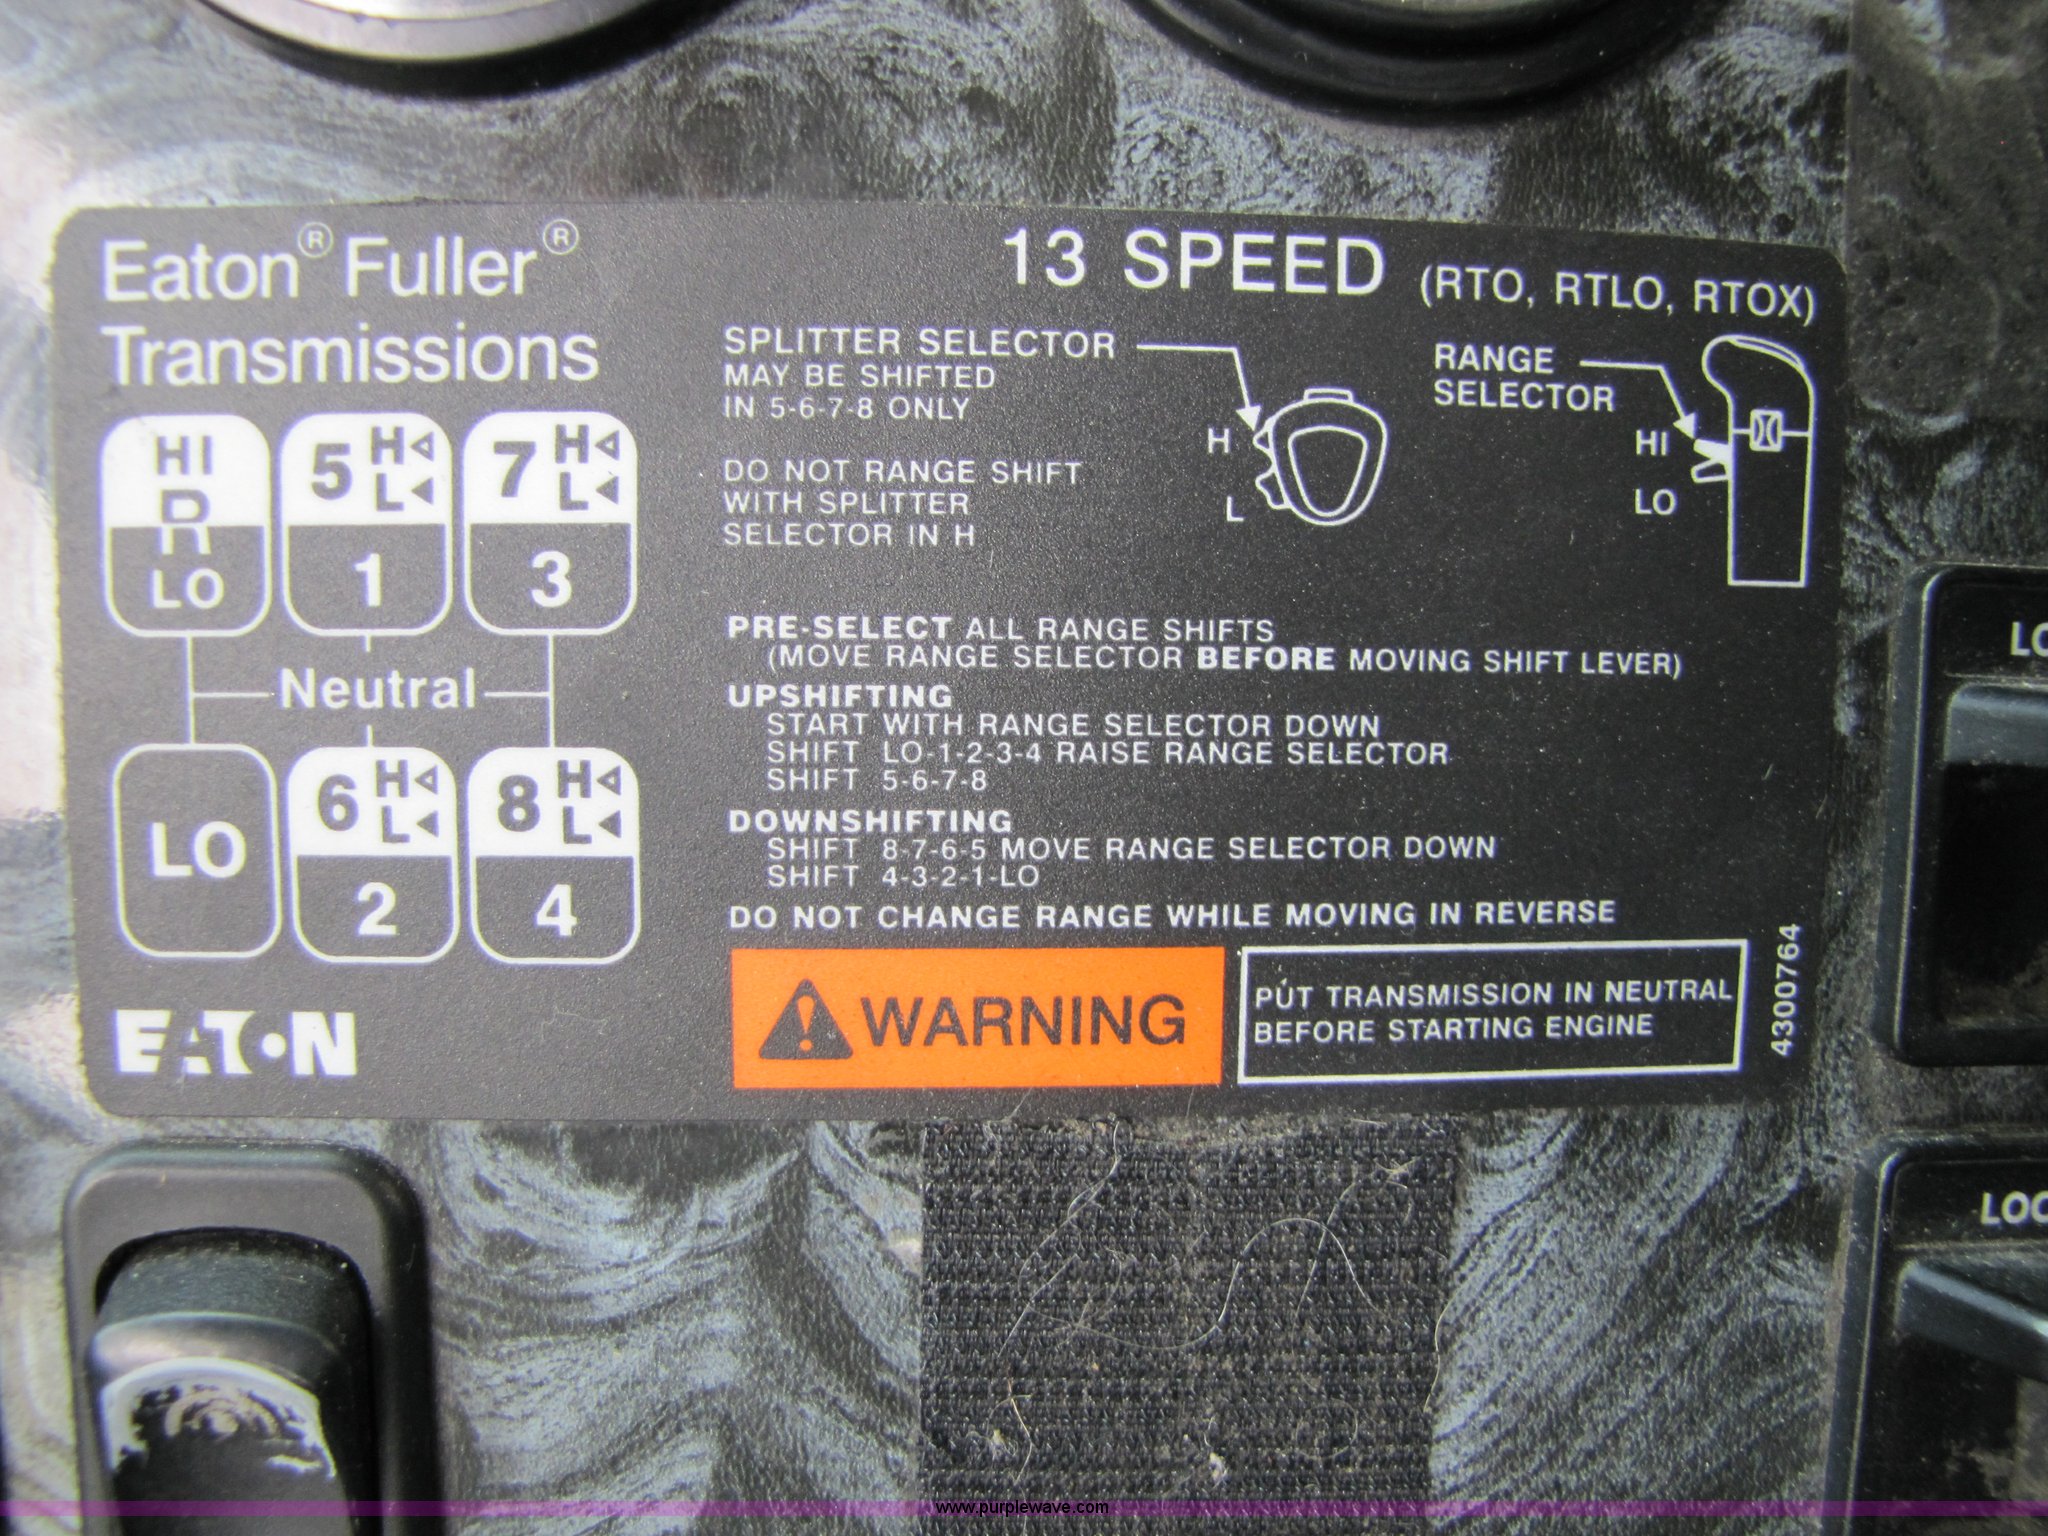 Eaton® Fuller®
Transmissions
13 SPEED (RTO, RTLO, RTOX)
HI
R
LO
5 H L
1
7 H L
3
Neutral
LO
6 H L
2
8 H L
4
EATON
SPLITTER SELECTOR
MAY BE SHIFTED
IN 5-6-7-8 ONLY
DO NOT RANGE SHIFT
WITH SPLITTER
SELECTOR IN H
H
L
RANGE
SELECTOR
HI
LO
PRE-SELECT ALL RANGE SHIFTS
(MOVE RANGE SELECTOR BEFORE MOVING SHIFT LEVER)
UPSHIFTING
START WITH RANGE SELECTOR DOWN
SHIFT LO-1-2-3-4 RAISE RANGE SELECTOR
SHIFT 5-6-7-8
DOWNSHIFTING
SHIFT 8-7-6-5 MOVE RANGE SELECTOR DOWN
SHIFT 4-3-2-1-LO
DO NOT CHANGE RANGE WHILE MOVING IN REVERSE
WARNING
PUT TRANSMISSION IN NEUTRAL
BEFORE STARTING ENGINE
4300764
www.purplewave.com